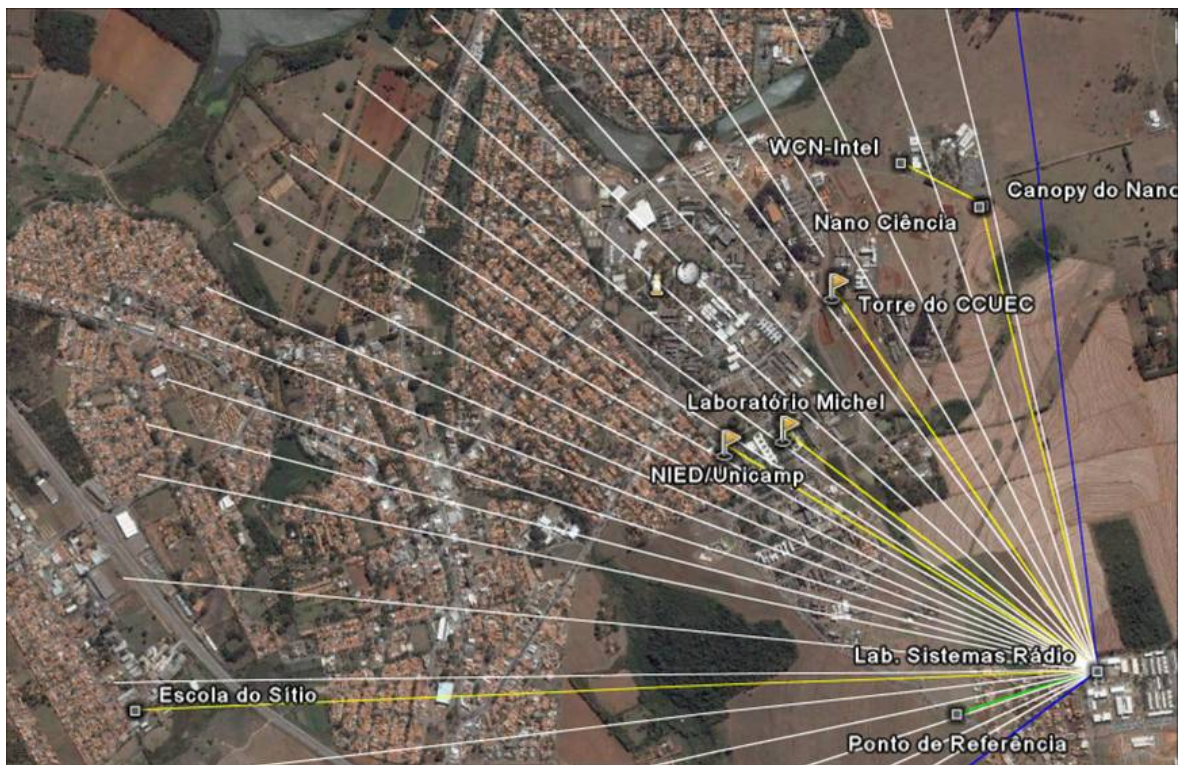 WCN-Intel
Canopy do Nano
Nano Ciência
Torre do CCUEC
Laboratório Michel
NIED/Unicamp
Lab. Sistemas Rádio
Escola do Sítio
Ponto de Referência